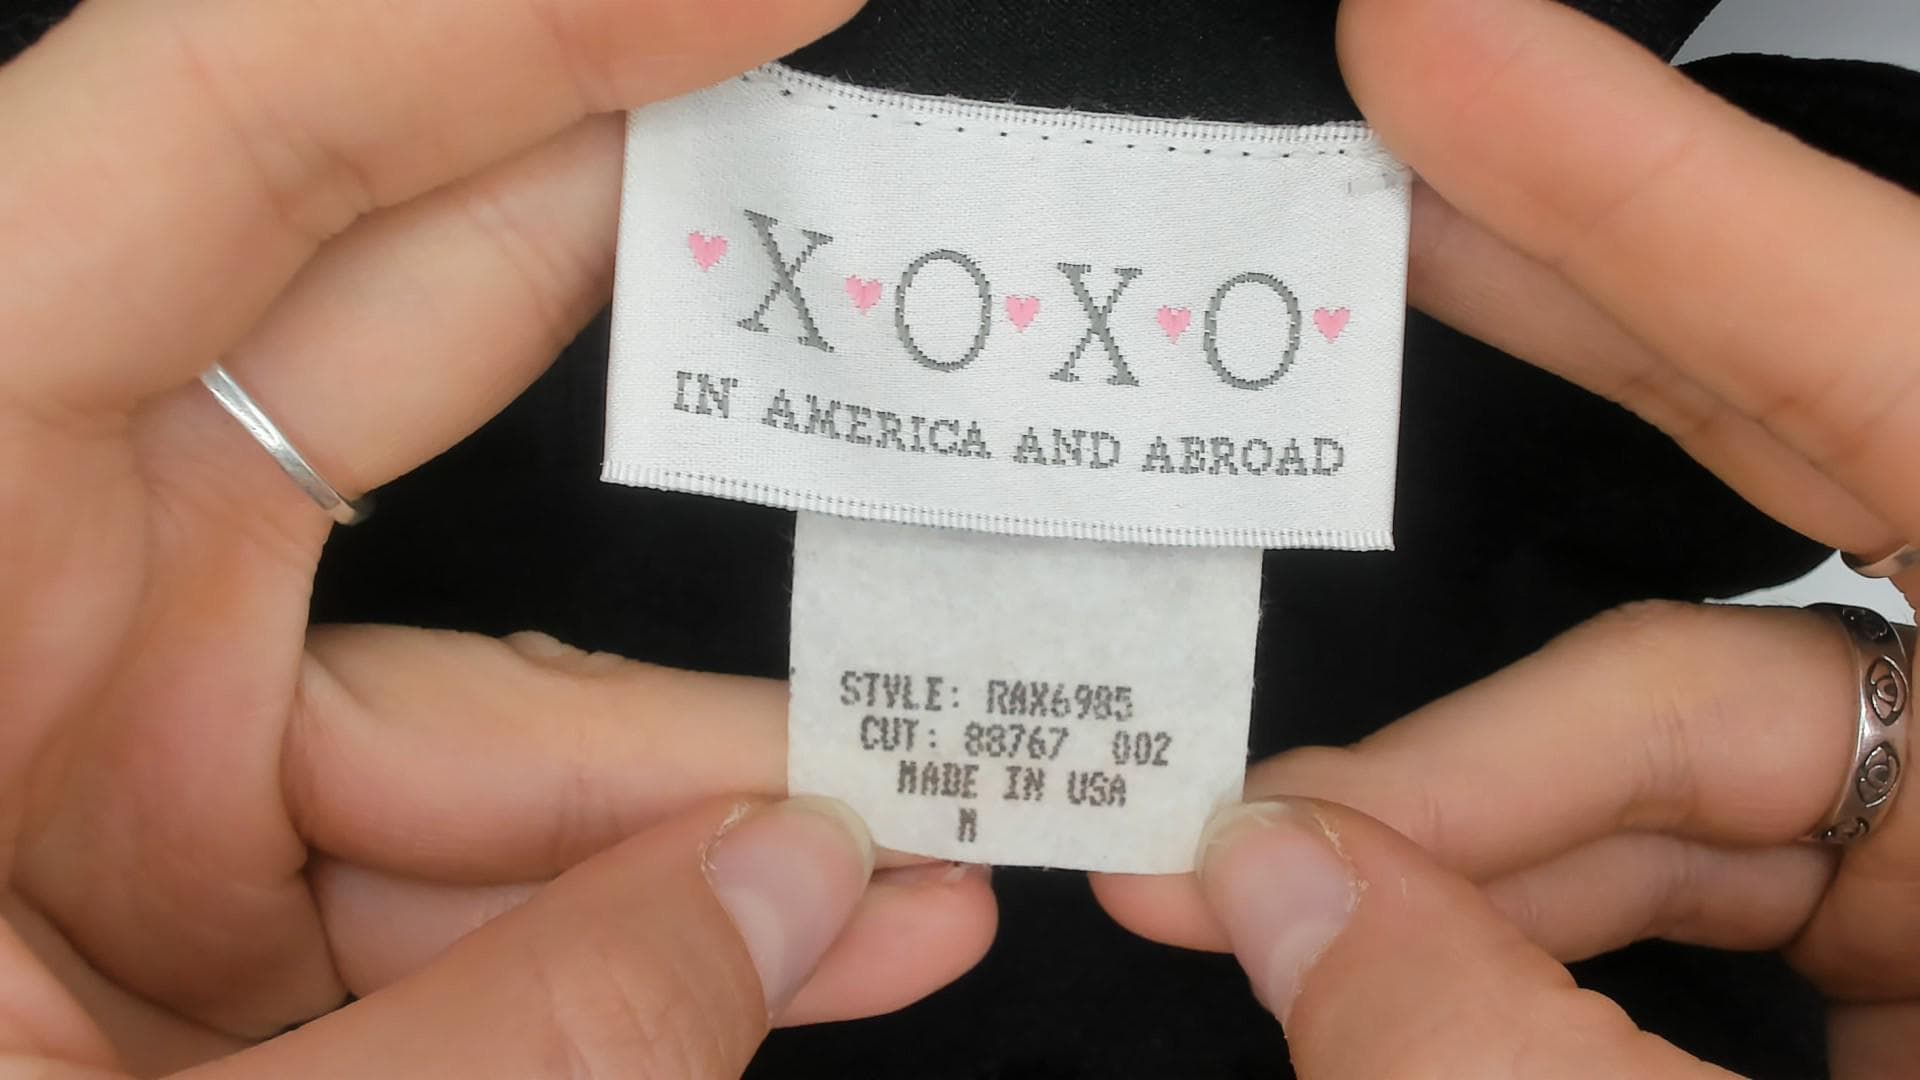 ♥X♥O♥X♥O♥
IN AMERICA AND ABROAD
STYLE: RAX6985
CUT: 88767 002
MADE IN USA
M